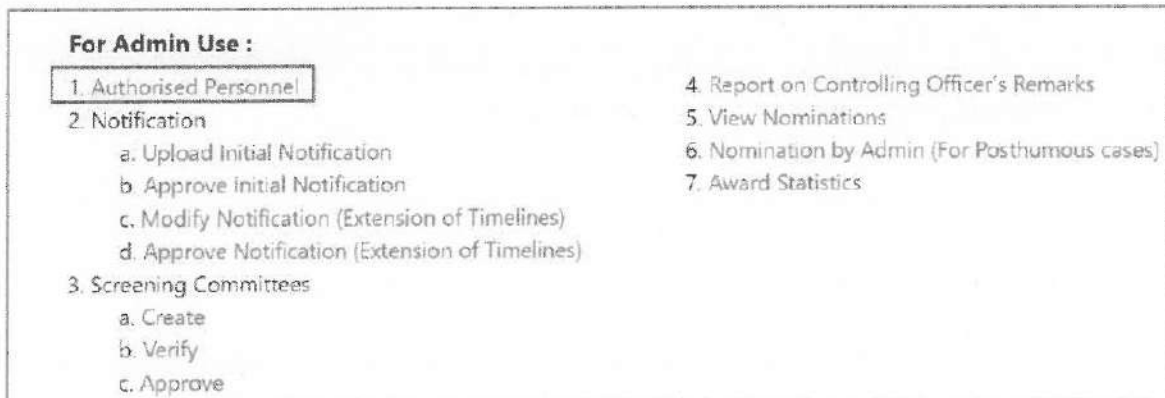 For Admin Use :
1. Authorised Personnel
2. Notification
a. Upload Initial Notification
b. Approve Initial Notification
c. Modify Notification (Extension of Timelines)
d. Approve Notification (Extension of Timelines)
3. Screening Committees
a. Create
b. Verify
c. Approve
4. Report on Controlling Officer's Remarks
5. View Nominations
6. Nomination by Admin (For Posthumous cases)
7. Award Statistics